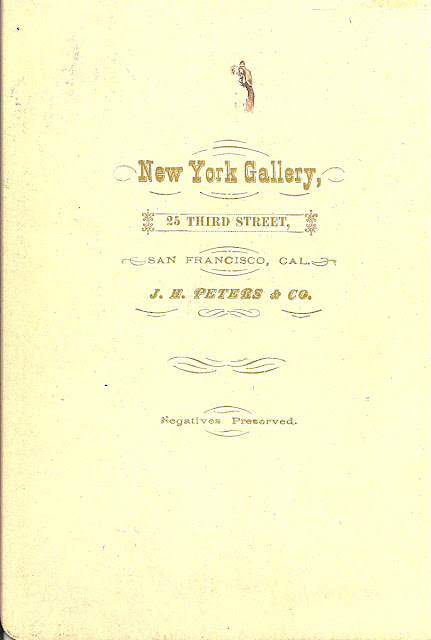 New York Gallery,
25 THIRD STREET,
SAN FRANCISCO, CAL.
J. H. PETERS & CO.
Negatives Preserved.